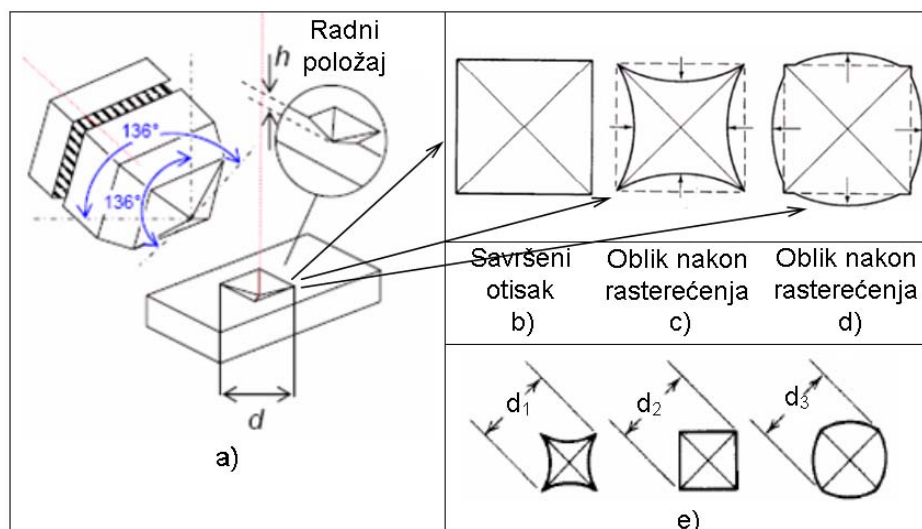 Radni
položaj
h
136°
136°
d
a)
Savršeni
otisak
b)
Oblik nakon
rasterećenja
c)
Oblik nakon
rasterećenja
d)
d1
d2
d3
e)